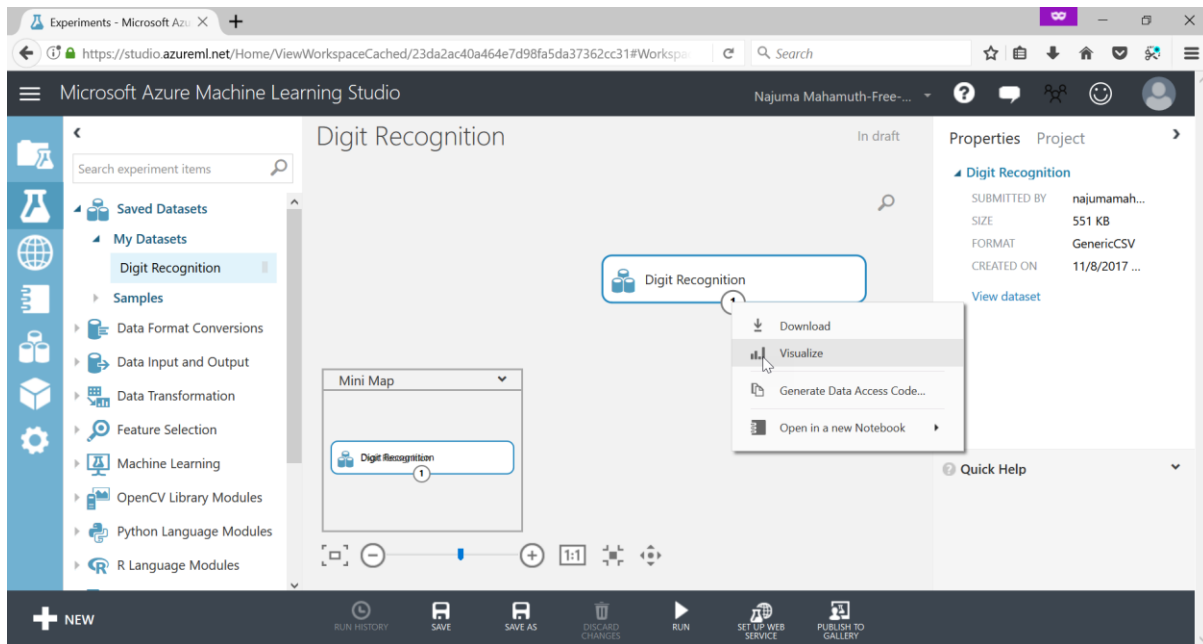 Experiments - Microsoft Azu
https://studio.azureml.net/Home/ViewWorkspaceCached/23da2ac40a464e7d98fa5da37362cc31#Workspa
Search
Microsoft Azure Machine Learning Studio
Najuma Mahamuth-Free-...
Search experiment items
Saved Datasets
My Datasets
Digit Recognition
Samples
Data Format Conversions
Data Input and Output
Data Transformation
Feature Selection
Machine Learning
OpenCV Library Modules
Python Language Modules
R Language Modules
Digit Recognition
In draft
Digit Recognition
1
Download
Visualize
Generate Data Access Code...
Open in a new Notebook
Mini Map
Digit Recognition
1
1:1
Properties Project
Digit Recognition
SUBMITTED BY najumamah...
SIZE 551 KB
FORMAT GenericCSV
CREATED ON 11/8/2017 ...
View dataset
Quick Help
NEW
RUN HISTORY
SAVE
SAVE AS
DISCARD
CHANGES
RUN
SET UP WEB
SERVICE
PUBLISH TO
GALLERY